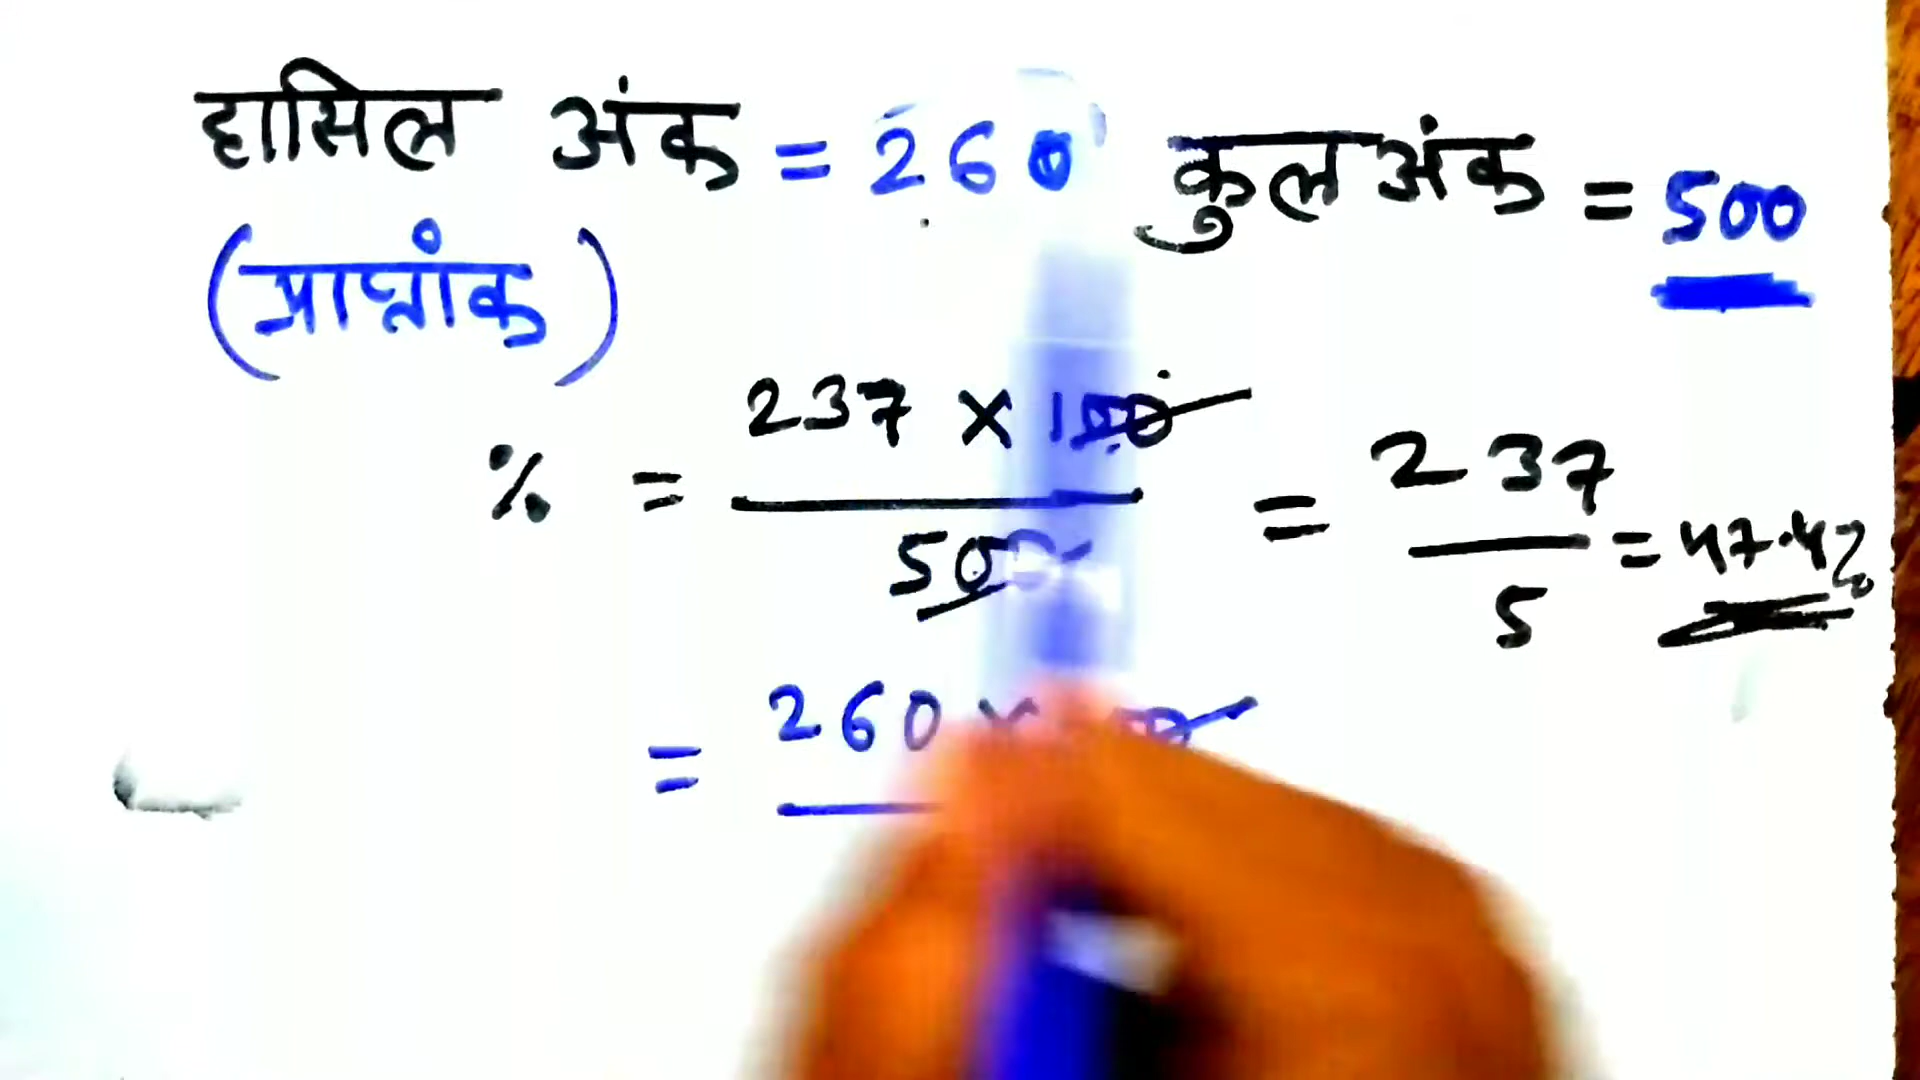 हासिल अंक = 260 कुल अंक = 500
(प्राप्तांक)
% = 237 × 100 / 500 = 237 / 5 = 47.4%
= 260 ×